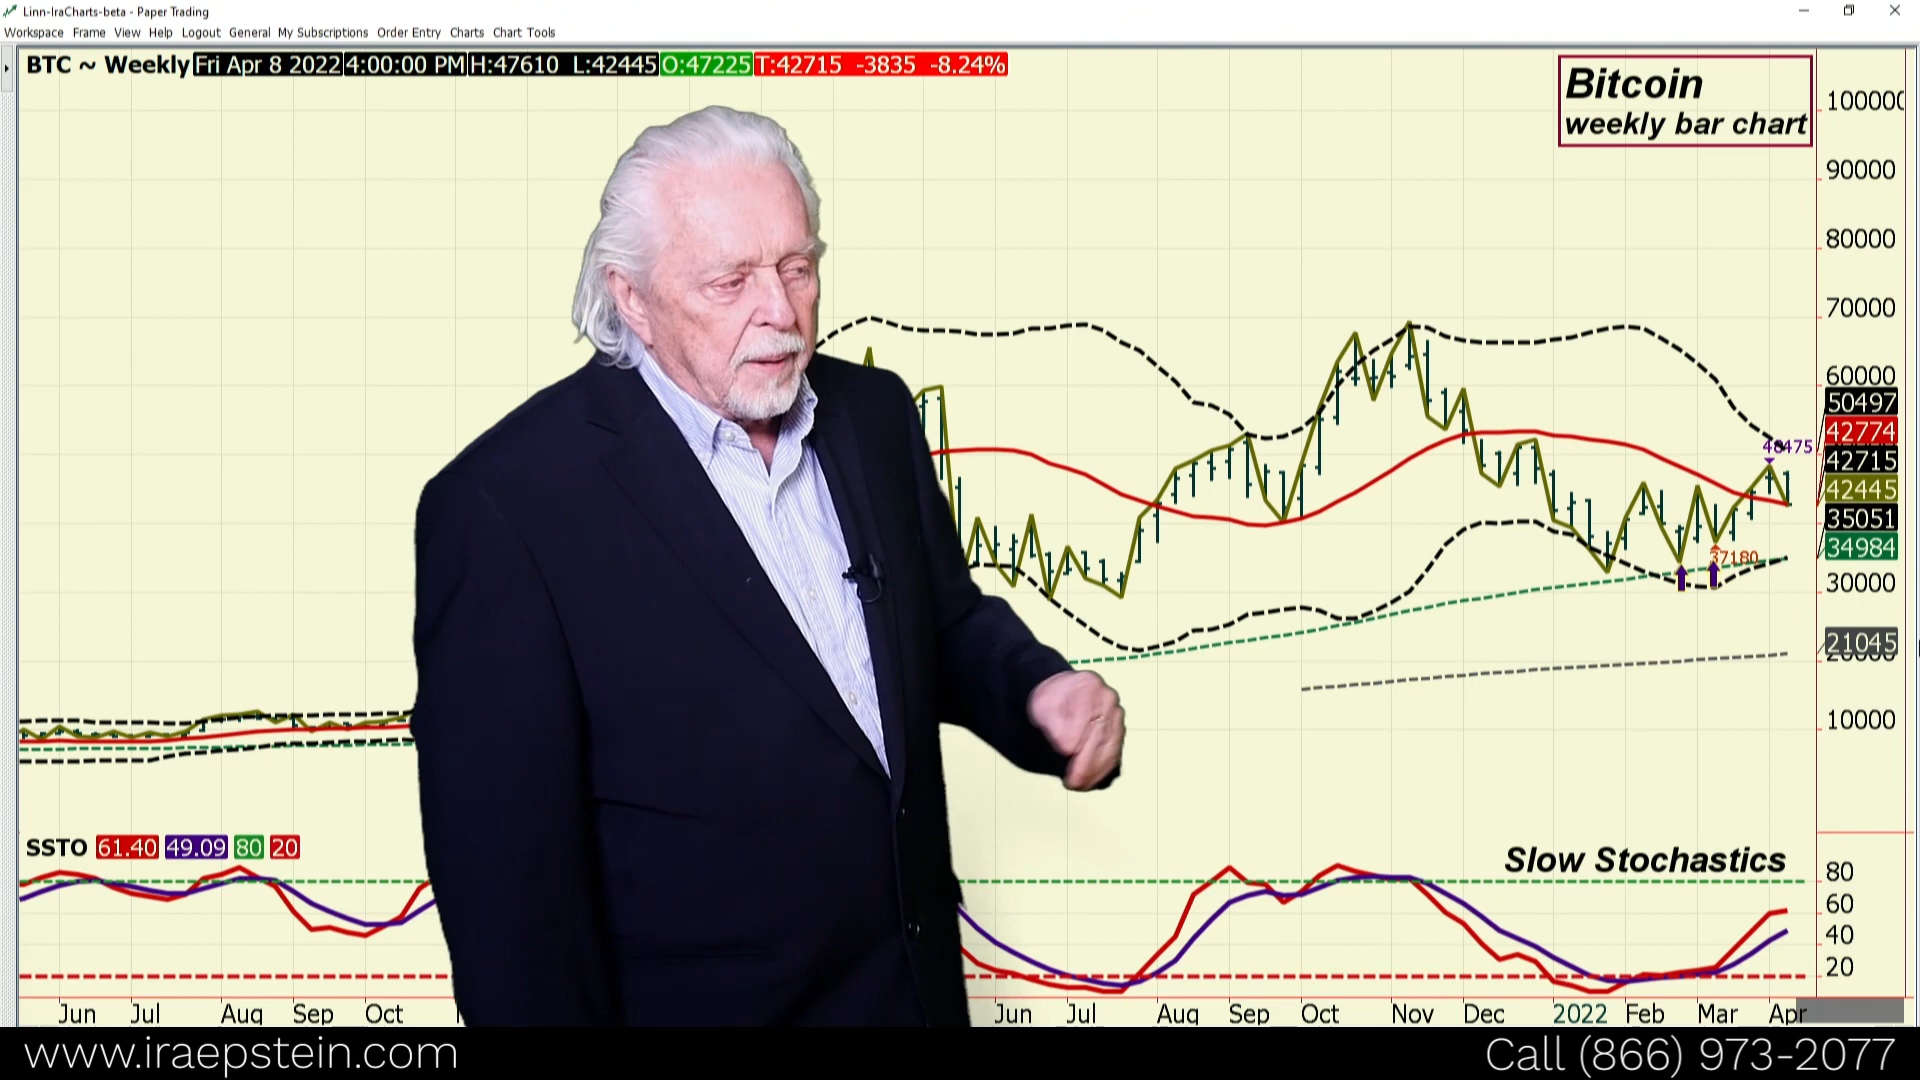 Linn-IraCharts-beta - Paper Trading
Workspace Frame View Help Logout General My Subscriptions Order Entry Charts Chart Tools
BTC ~ Weekly Fri Apr 8 2022 4:00:00 PM H:47610 L:42445 O:47225 T:42715 -3835 -8.24%
Bitcoin
weekly bar chart
100000
90000
80000
70000
60000
50497
42774
48475
42715
42445
35051
34984
37180
30000
21045
20000
10000
SSTO 61.40 49.09 80 20
Slow Stochastics
80
60
40
20
Jun Jul Aug Sep Oct Jun Jul Aug Sep Oct Nov Dec 2022 Feb Mar Apr
www.iraepstein.com Call (866) 973-2077